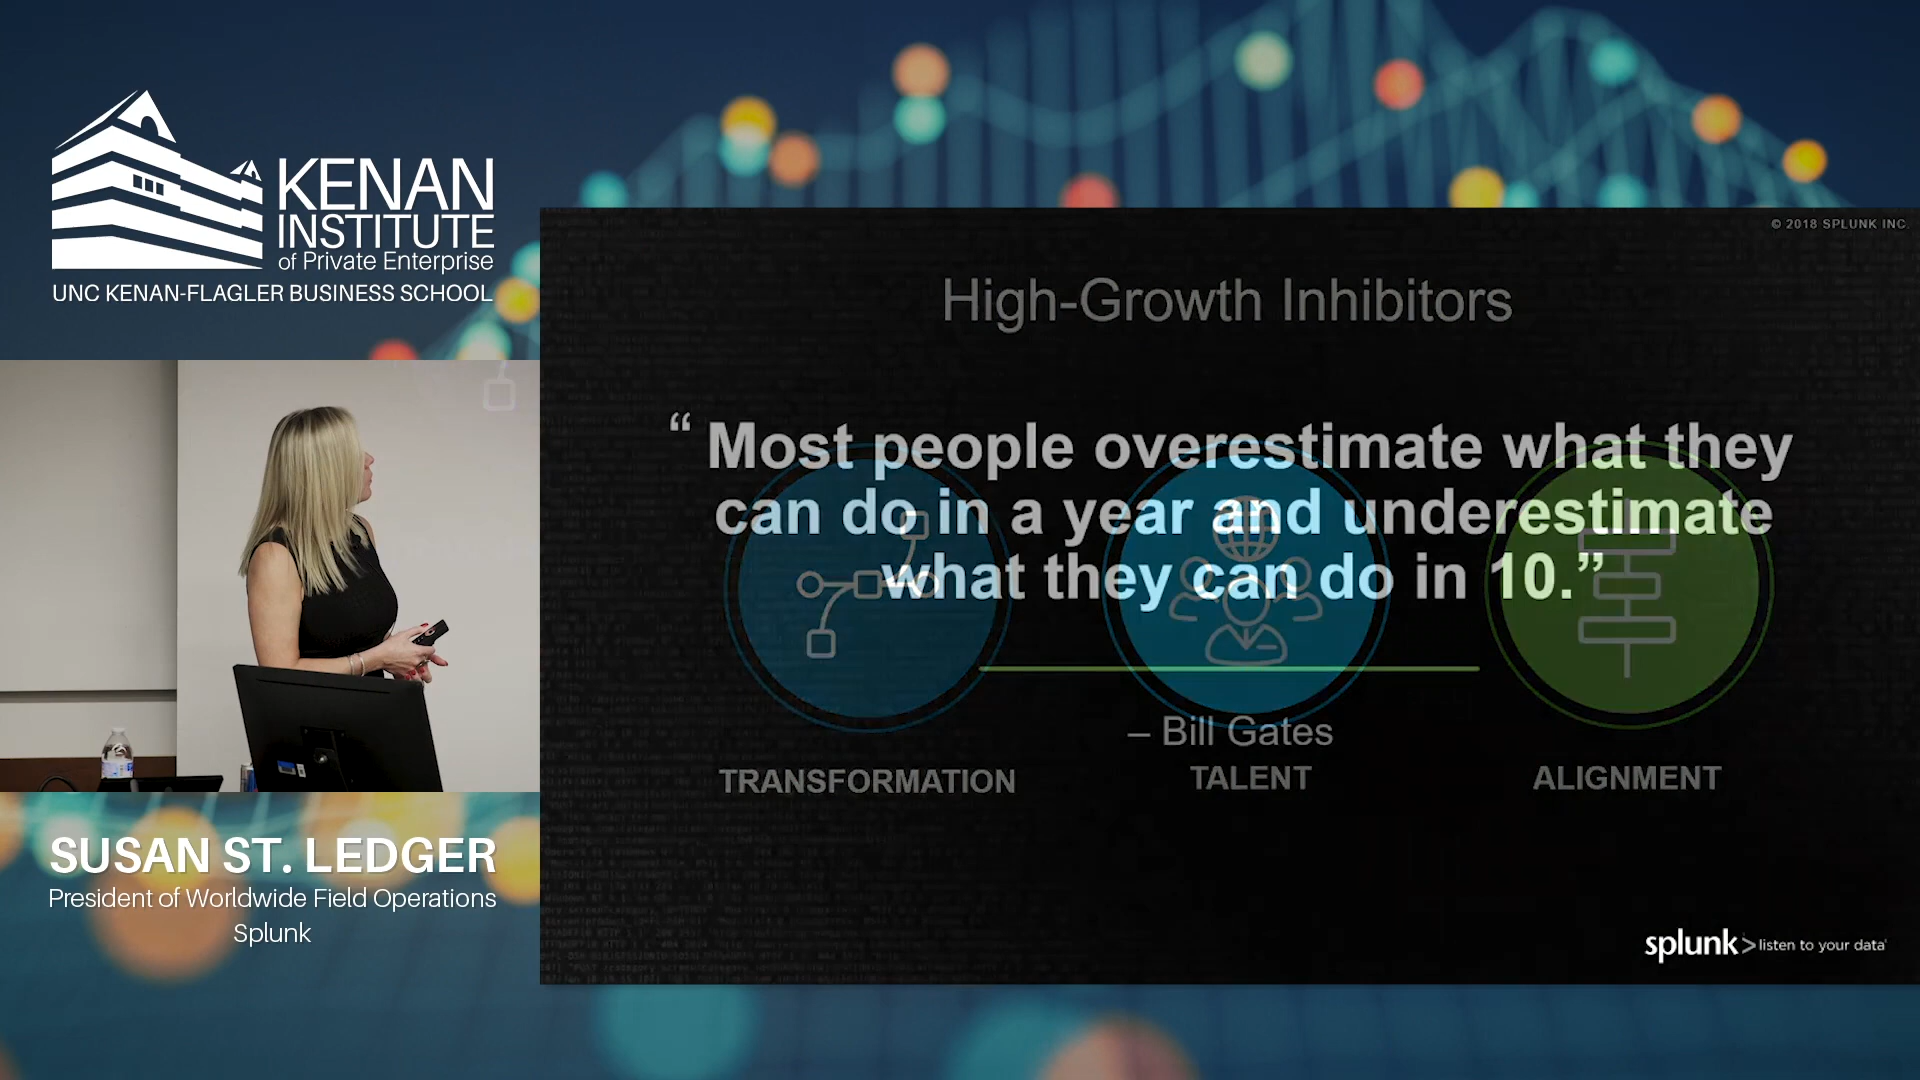 KENAN
INSTITUTE
of Private Enterprise
UNC KENAN-FLAGLER BUSINESS SCHOOL
SUSAN ST. LEDGER
President of Worldwide Field Operations
Splunk
© 2018 SPLUNK INC.
High-Growth Inhibitors
“ Most people overestimate what they
can do in a year and underestimate
what they can do in 10.”
– Bill Gates
TRANSFORMATION
TALENT
ALIGNMENT
splunk> listen to your data